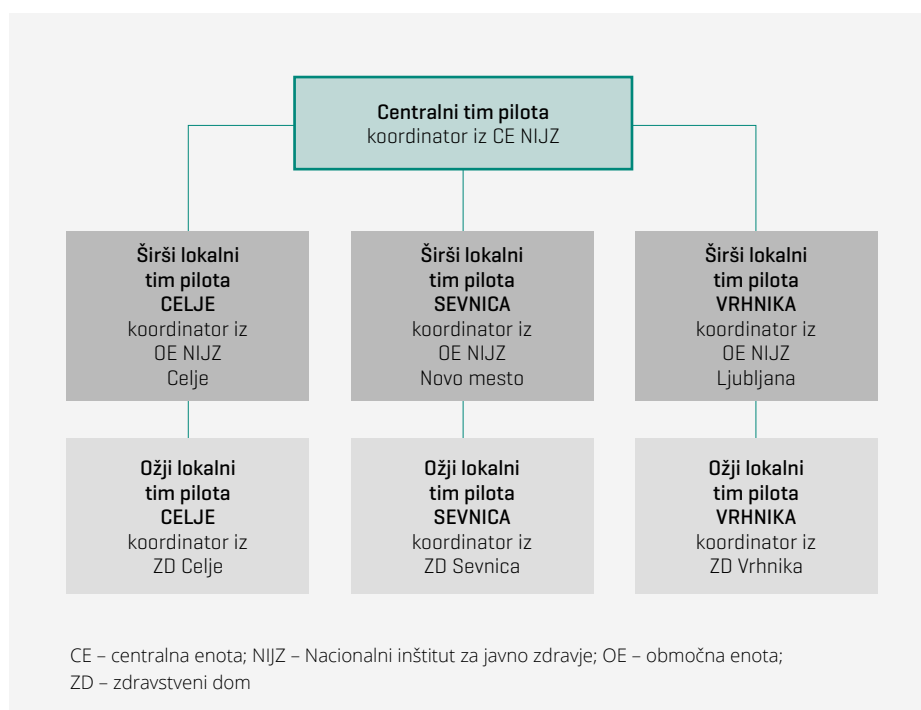 Centralni tim pilota
koordinator iz CE NIJZ
Širši lokalni
tim pilota
CELJE
koordinator iz
OE NIJZ
Celje
Širši lokalni
tim pilota
SEVNICA
koordinator iz
OE NIJZ
Novo mesto
Širši lokalni
tim pilota
VRHNIKA
koordinator iz
OE NIJZ
Ljubljana
Ožji lokalni
tim pilota
CELJE
koordinator iz
ZD Celje
Ožji lokalni
tim pilota
SEVNICA
koordinator iz
ZD Sevnica
Ožji lokalni
tim pilota
VRHNIKA
koordinator iz
ZD Vrhnika
CE – centralna enota; NIJZ – Nacionalni inštitut za javno zdravje; OE – območna enota;
ZD – zdravstveni dom